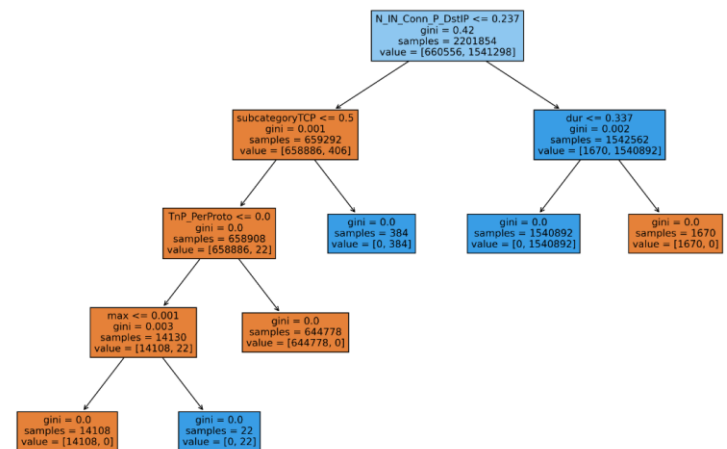 N_IN_Conn_P_DstIP <= 0.237
gini = 0.42
samples = 2201854
value = [660556, 1541298]
subcategoryTCP <= 0.5
gini = 0.001
samples = 659292
value = [658886, 406]
dur <= 0.337
gini = 0.002
samples = 1542562
value = [1670, 1540892]
TnP_PerProto <= 0.0
gini = 0.0
samples = 658908
value = [658886, 22]
gini = 0.0
samples = 384
value = [0, 384]
gini = 0.0
samples = 1540892
value = [0, 1540892]
gini = 0.0
samples = 1670
value = [1670, 0]
max <= 0.001
gini = 0.003
samples = 14130
value = [14108, 22]
gini = 0.0
samples = 644778
value = [644778, 0]
gini = 0.0
samples = 14108
value = [14108, 0]
gini = 0.0
samples = 22
value = [0, 22]